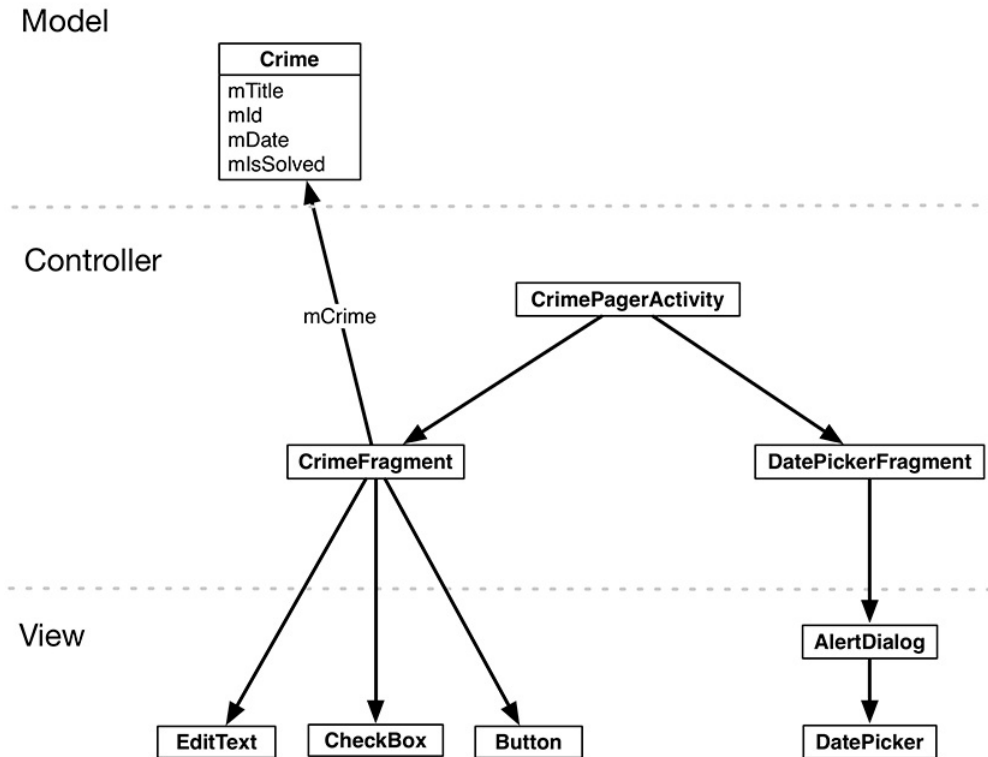 Model
Crime
mTitle
mId
mDate
mIsSolved
Controller
CrimePagerActivity
mCrime
CrimeFragment
DatePickerFragment
View
AlertDialog
EditText
CheckBox
Button
DatePicker